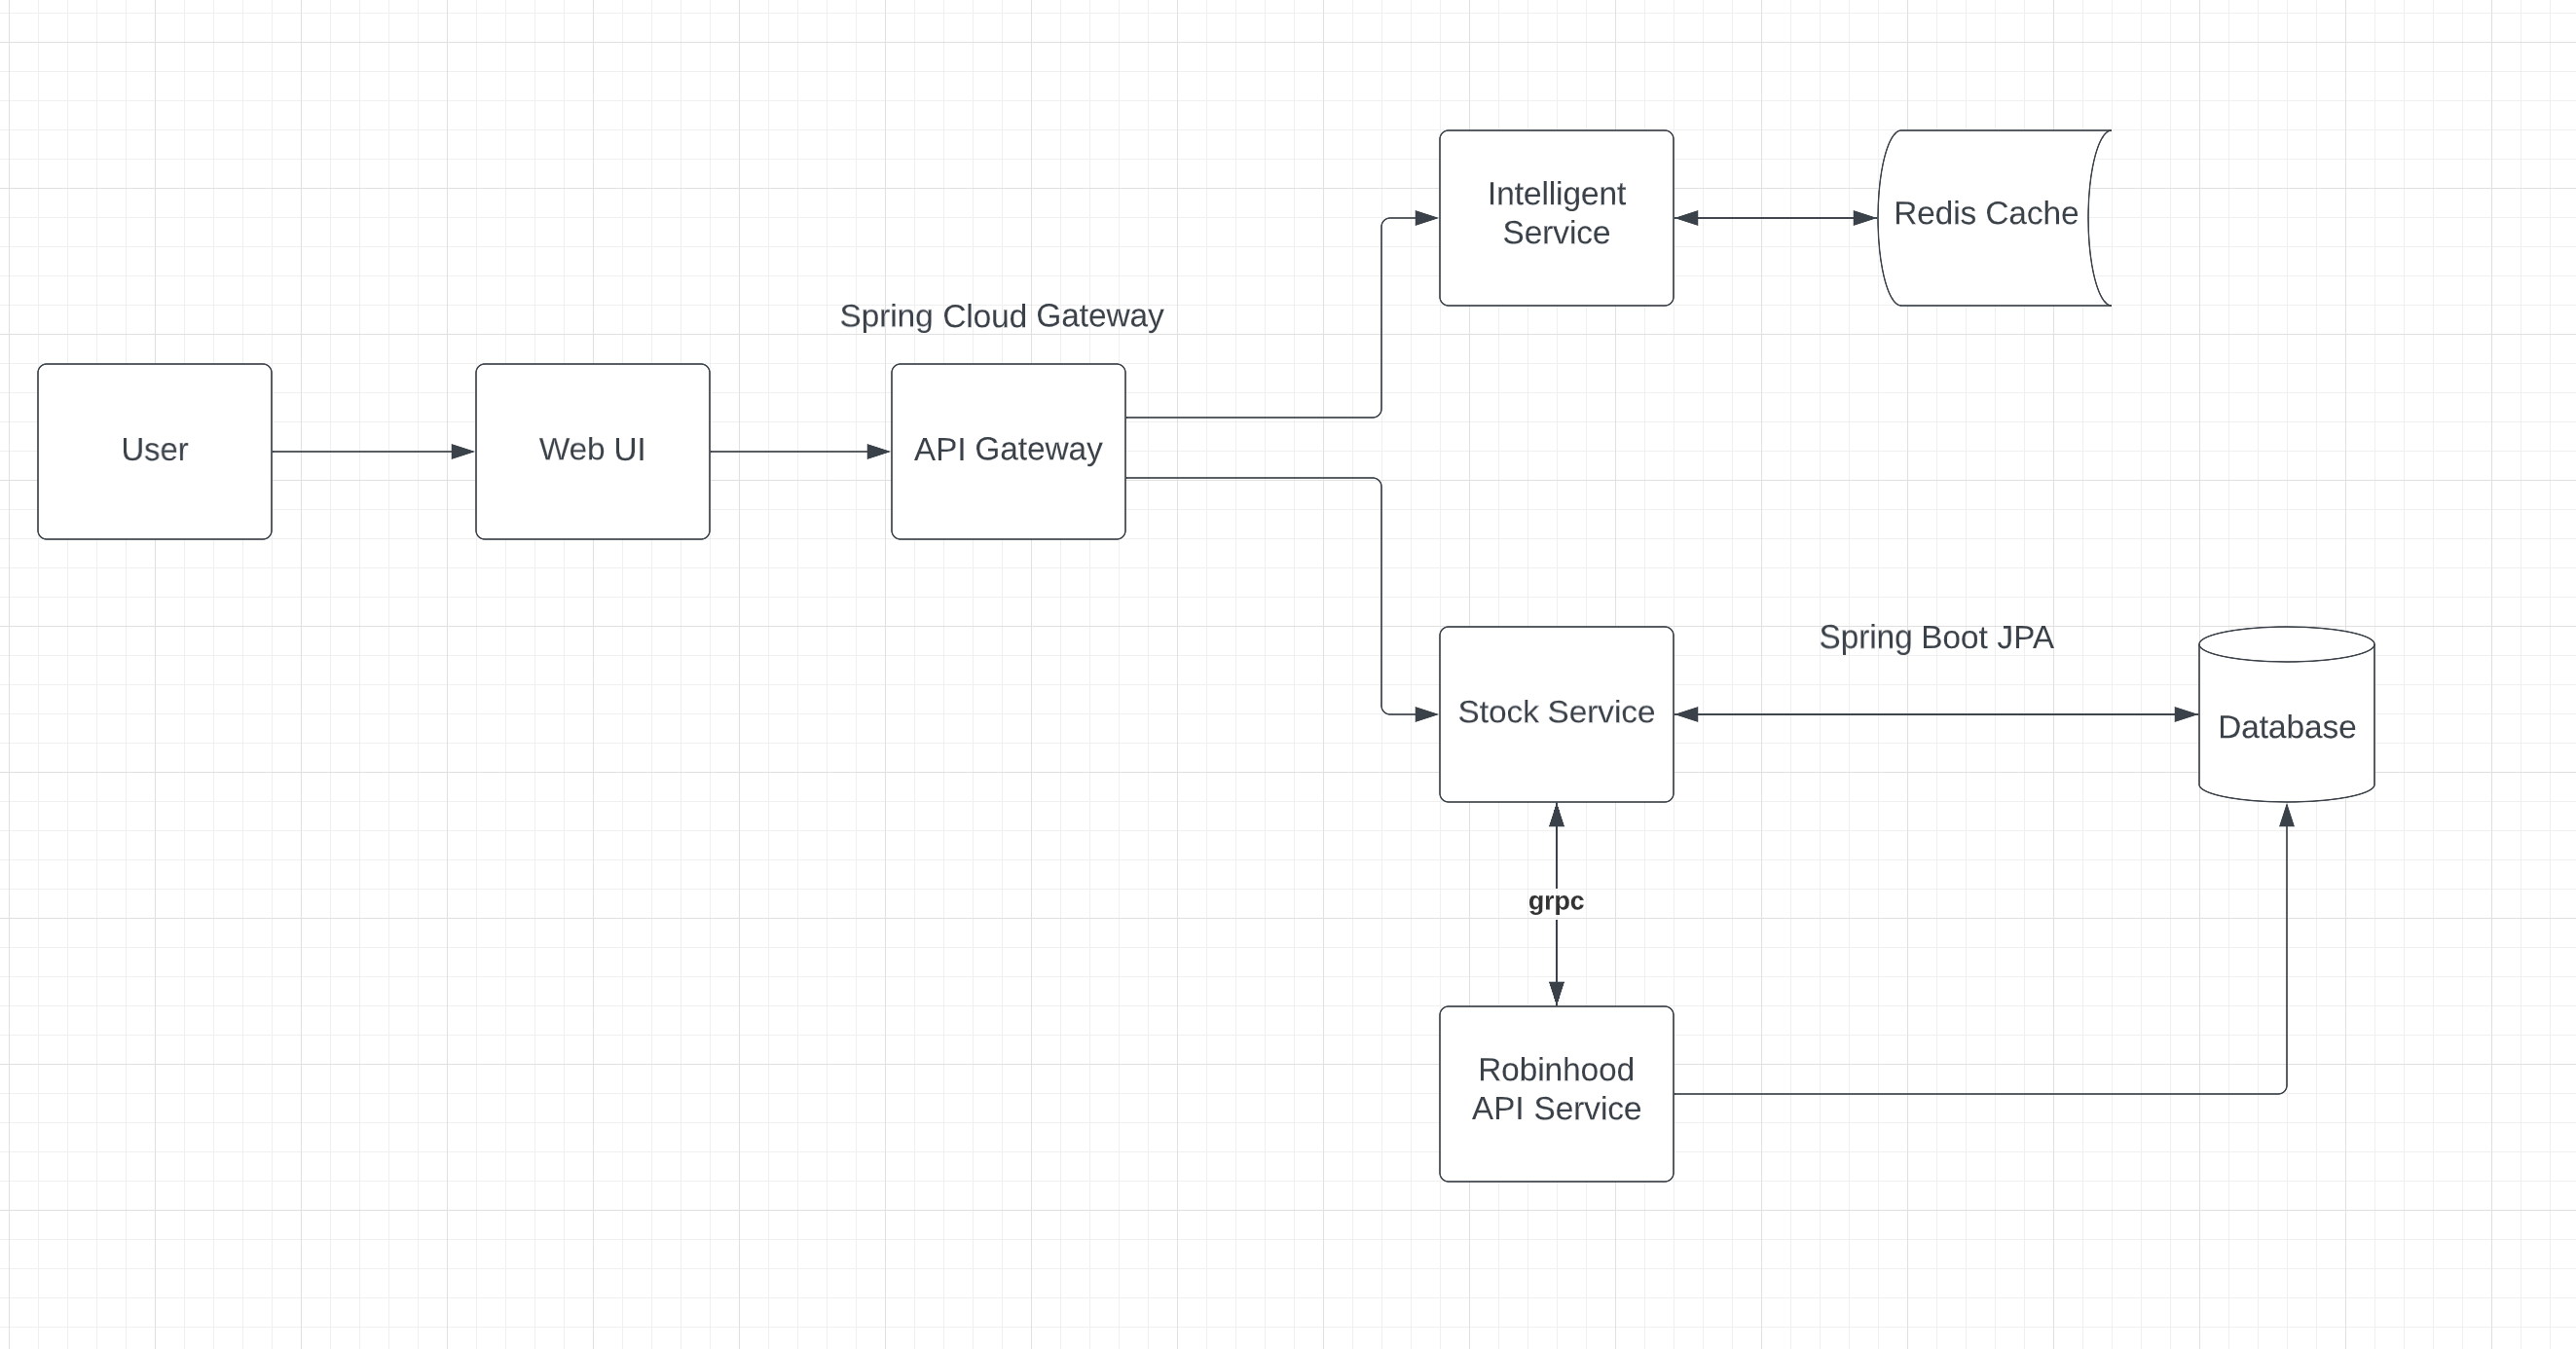 Intelligent
Service
Redis Cache
Spring Cloud Gateway
User
Web UI
API Gateway
Spring Boot JPA
Stock Service
Database
grpc
Robinhood
API Service